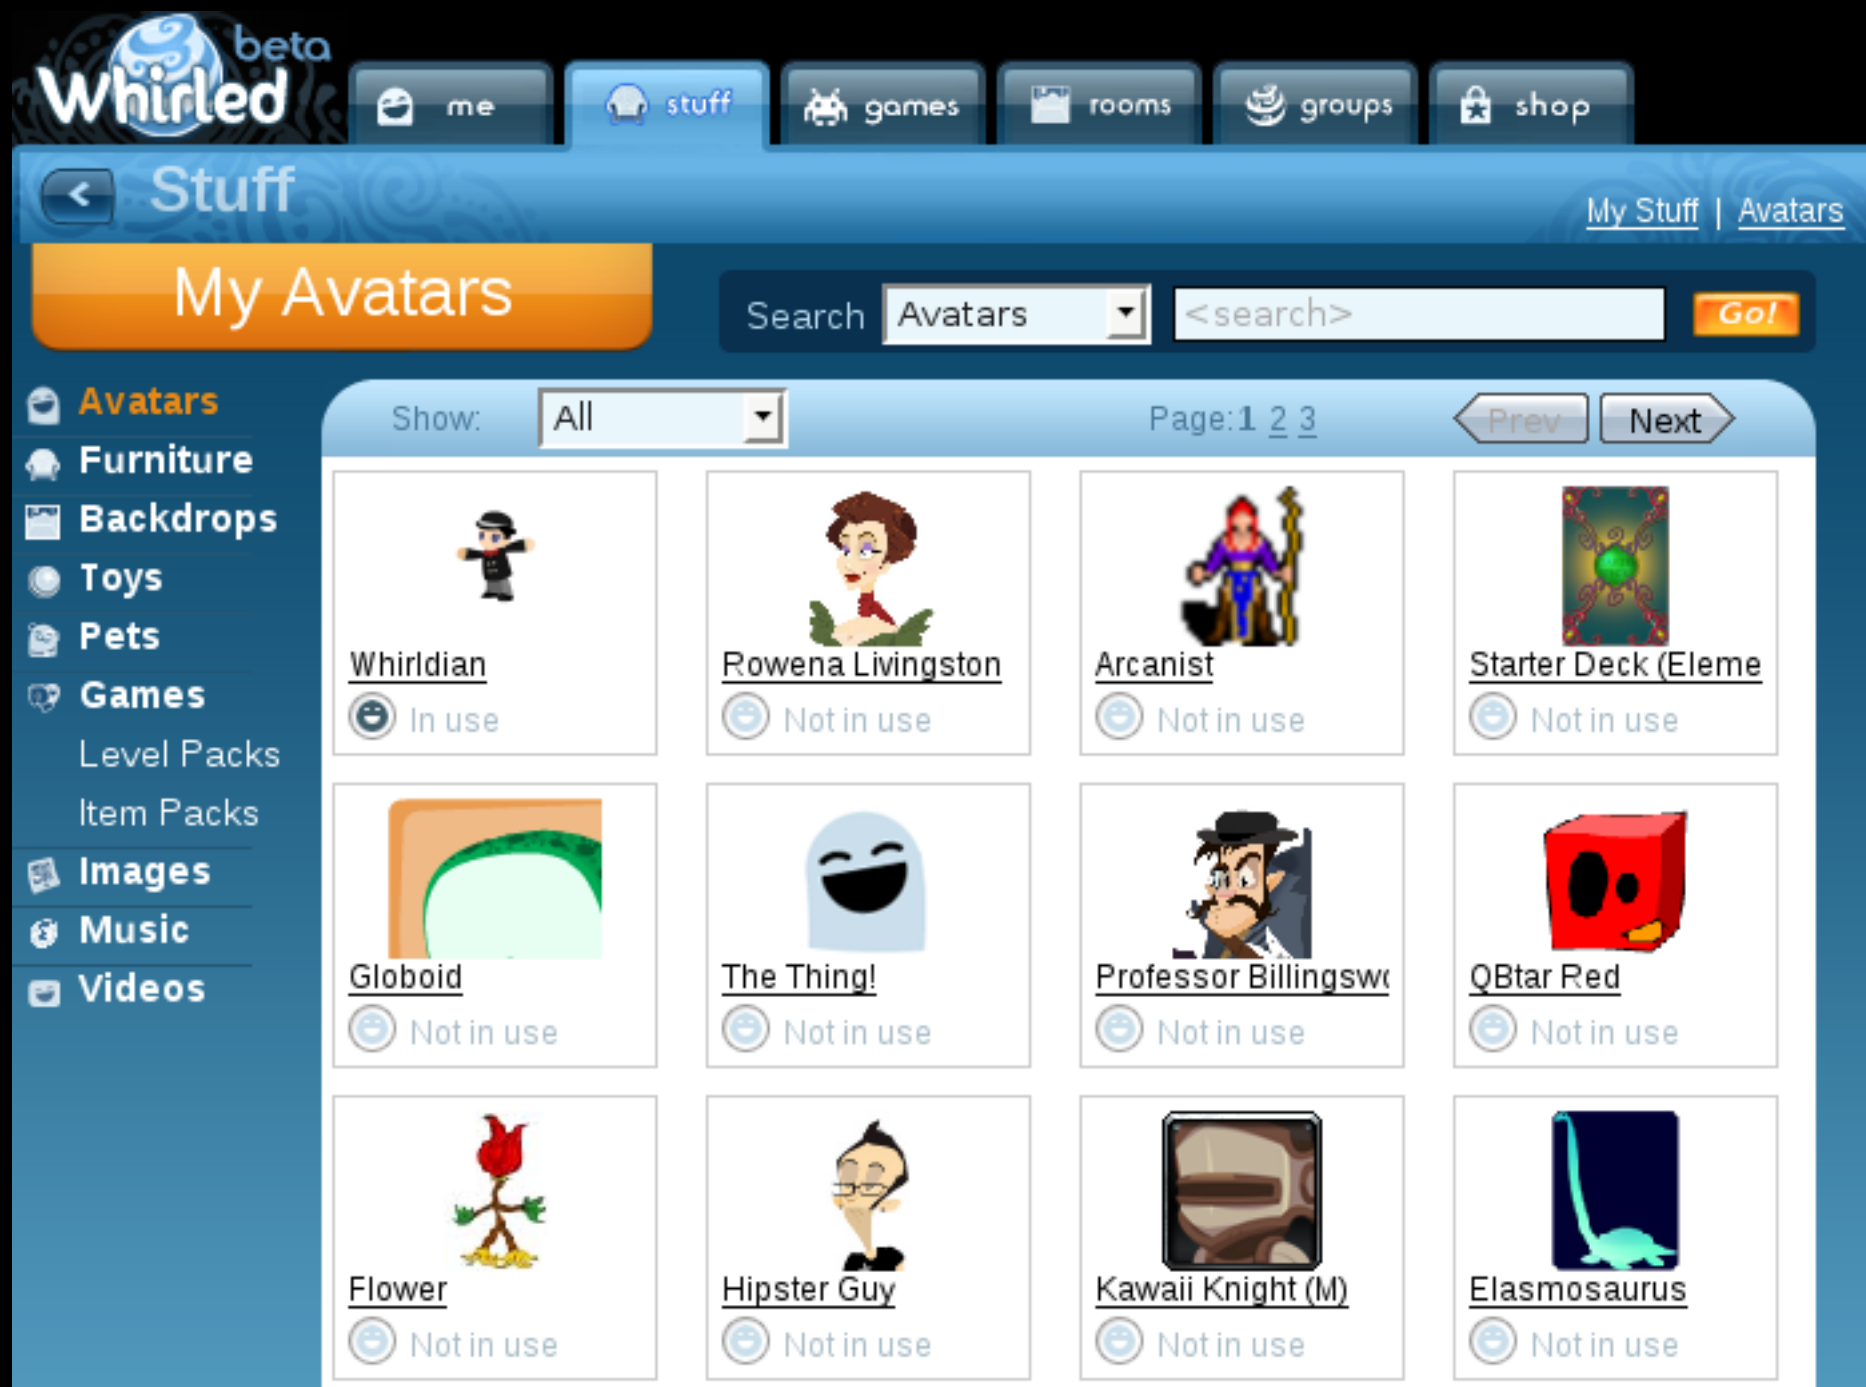 Whirled beta
me
stuff
games
rooms
groups
shop
<
Stuff
My Stuff | Avatars
My Avatars
Search Avatars <search> Go!
Avatars
Furniture
Backdrops
Toys
Pets
Games
Level Packs
Item Packs
Images
Music
Videos
Show: All Page: 1 2 3 Prev Next
Whirldian
In use
Rowena Livingston
Not in use
Arcanist
Not in use
Starter Deck (Eleme
Not in use
Globoid
Not in use
The Thing!
Not in use
Professor Billingswo
Not in use
QBtar Red
Not in use
Flower
Not in use
Hipster Guy
Not in use
Kawaii Knight (M)
Not in use
Elasmosaurus
Not in use